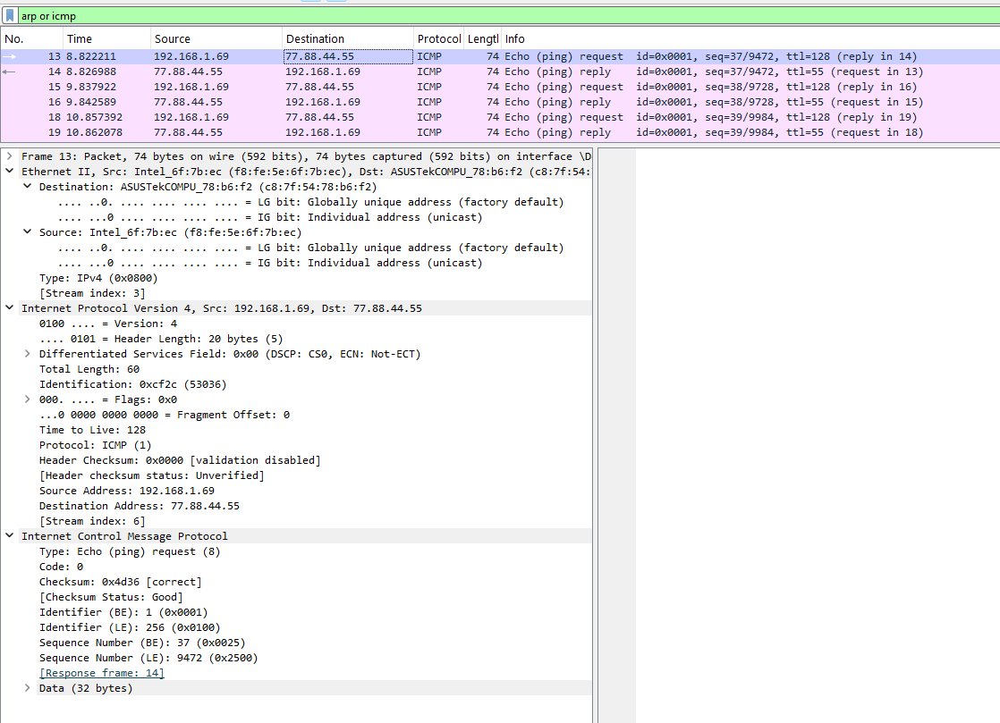 arp or icmp
No. Time Source Destination Protocol Lengtl Info
13 8.822211 192.168.1.69 77.88.44.55 ICMP 74 Echo (ping) request id=0x0001, seq=37/9472, ttl=128 (reply in 14)
14 8.826988 77.88.44.55 192.168.1.69 ICMP 74 Echo (ping) reply id=0x0001, seq=37/9472, ttl=55 (request in 13)
15 9.837922 192.168.1.69 77.88.44.55 ICMP 74 Echo (ping) request id=0x0001, seq=38/9728, ttl=128 (reply in 16)
16 9.842589 77.88.44.55 192.168.1.69 ICMP 74 Echo (ping) reply id=0x0001, seq=38/9728, ttl=55 (request in 15)
18 10.857392 192.168.1.69 77.88.44.55 ICMP 74 Echo (ping) request id=0x0001, seq=39/9984, ttl=128 (reply in 19)
19 10.862078 77.88.44.55 192.168.1.69 ICMP 74 Echo (ping) reply id=0x0001, seq=39/9984, ttl=55 (request in 18)
Frame 13: Packet, 74 bytes on wire (592 bits), 74 bytes captured (592 bits) on interface \D
Ethernet II, Src: Intel_6f:7b:ec (f8:fe:5e:6f:7b:ec), Dst: ASUSTekCOMPU_78:b6:f2 (c8:7f:54:
Destination: ASUSTekCOMPU_78:b6:f2 (c8:7f:54:78:b6:f2)
.... ..0. .... .... .... .... = LG bit: Globally unique address (factory default)
.... ...0 .... .... .... .... = IG bit: Individual address (unicast)
Source: Intel_6f:7b:ec (f8:fe:5e:6f:7b:ec)
.... ..0. .... .... .... .... = LG bit: Globally unique address (factory default)
.... ...0 .... .... .... .... = IG bit: Individual address (unicast)
Type: IPv4 (0x0800)
[Stream index: 3]
Internet Protocol Version 4, Src: 192.168.1.69, Dst: 77.88.44.55
0100 .... = Version: 4
.... 0101 = Header Length: 20 bytes (5)
Differentiated Services Field: 0x00 (DSCP: CS0, ECN: Not-ECT)
Total Length: 60
Identification: 0xcf2c (53036)
000. .... = Flags: 0x0
...0 0000 0000 0000 = Fragment Offset: 0
Time to Live: 128
Protocol: ICMP (1)
Header Checksum: 0x0000 [validation disabled]
[Header checksum status: Unverified]
Source Address: 192.168.1.69
Destination Address: 77.88.44.55
[Stream index: 6]
Internet Control Message Protocol
Type: Echo (ping) request (8)
Code: 0
Checksum: 0x4d36 [correct]
[Checksum Status: Good]
Identifier (BE): 1 (0x0001)
Identifier (LE): 256 (0x0100)
Sequence Number (BE): 37 (0x0025)
Sequence Number (LE): 9472 (0x2500)
[Response frame: 14]
Data (32 bytes)